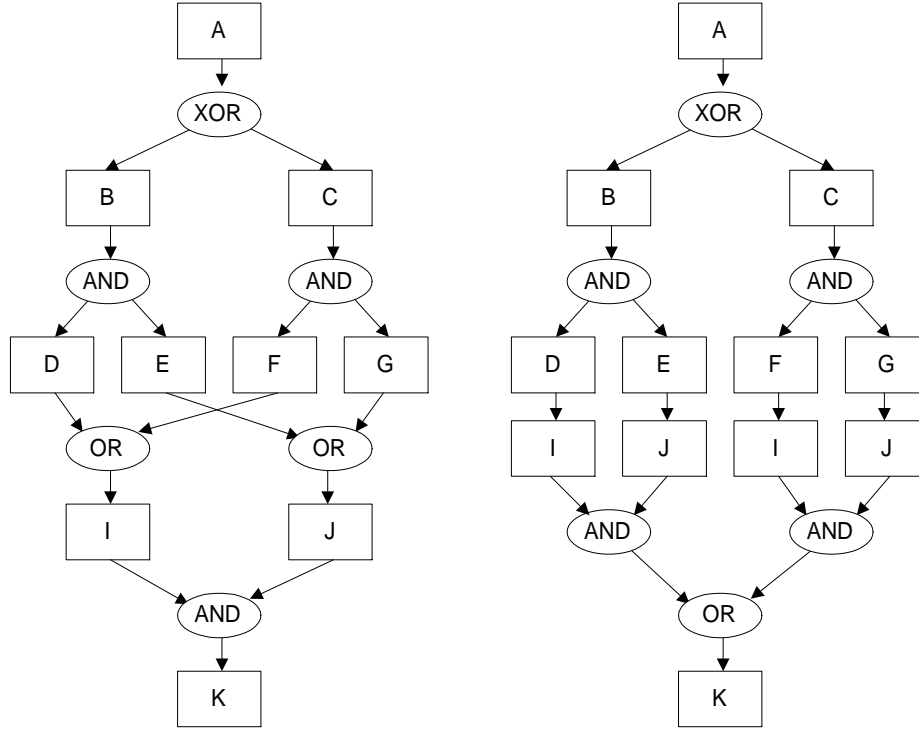 A
XOR
B C
AND AND
D E F G
OR OR
I J
AND
K
A
XOR
B C
AND AND
D E F G
I J I J
AND AND
OR
K